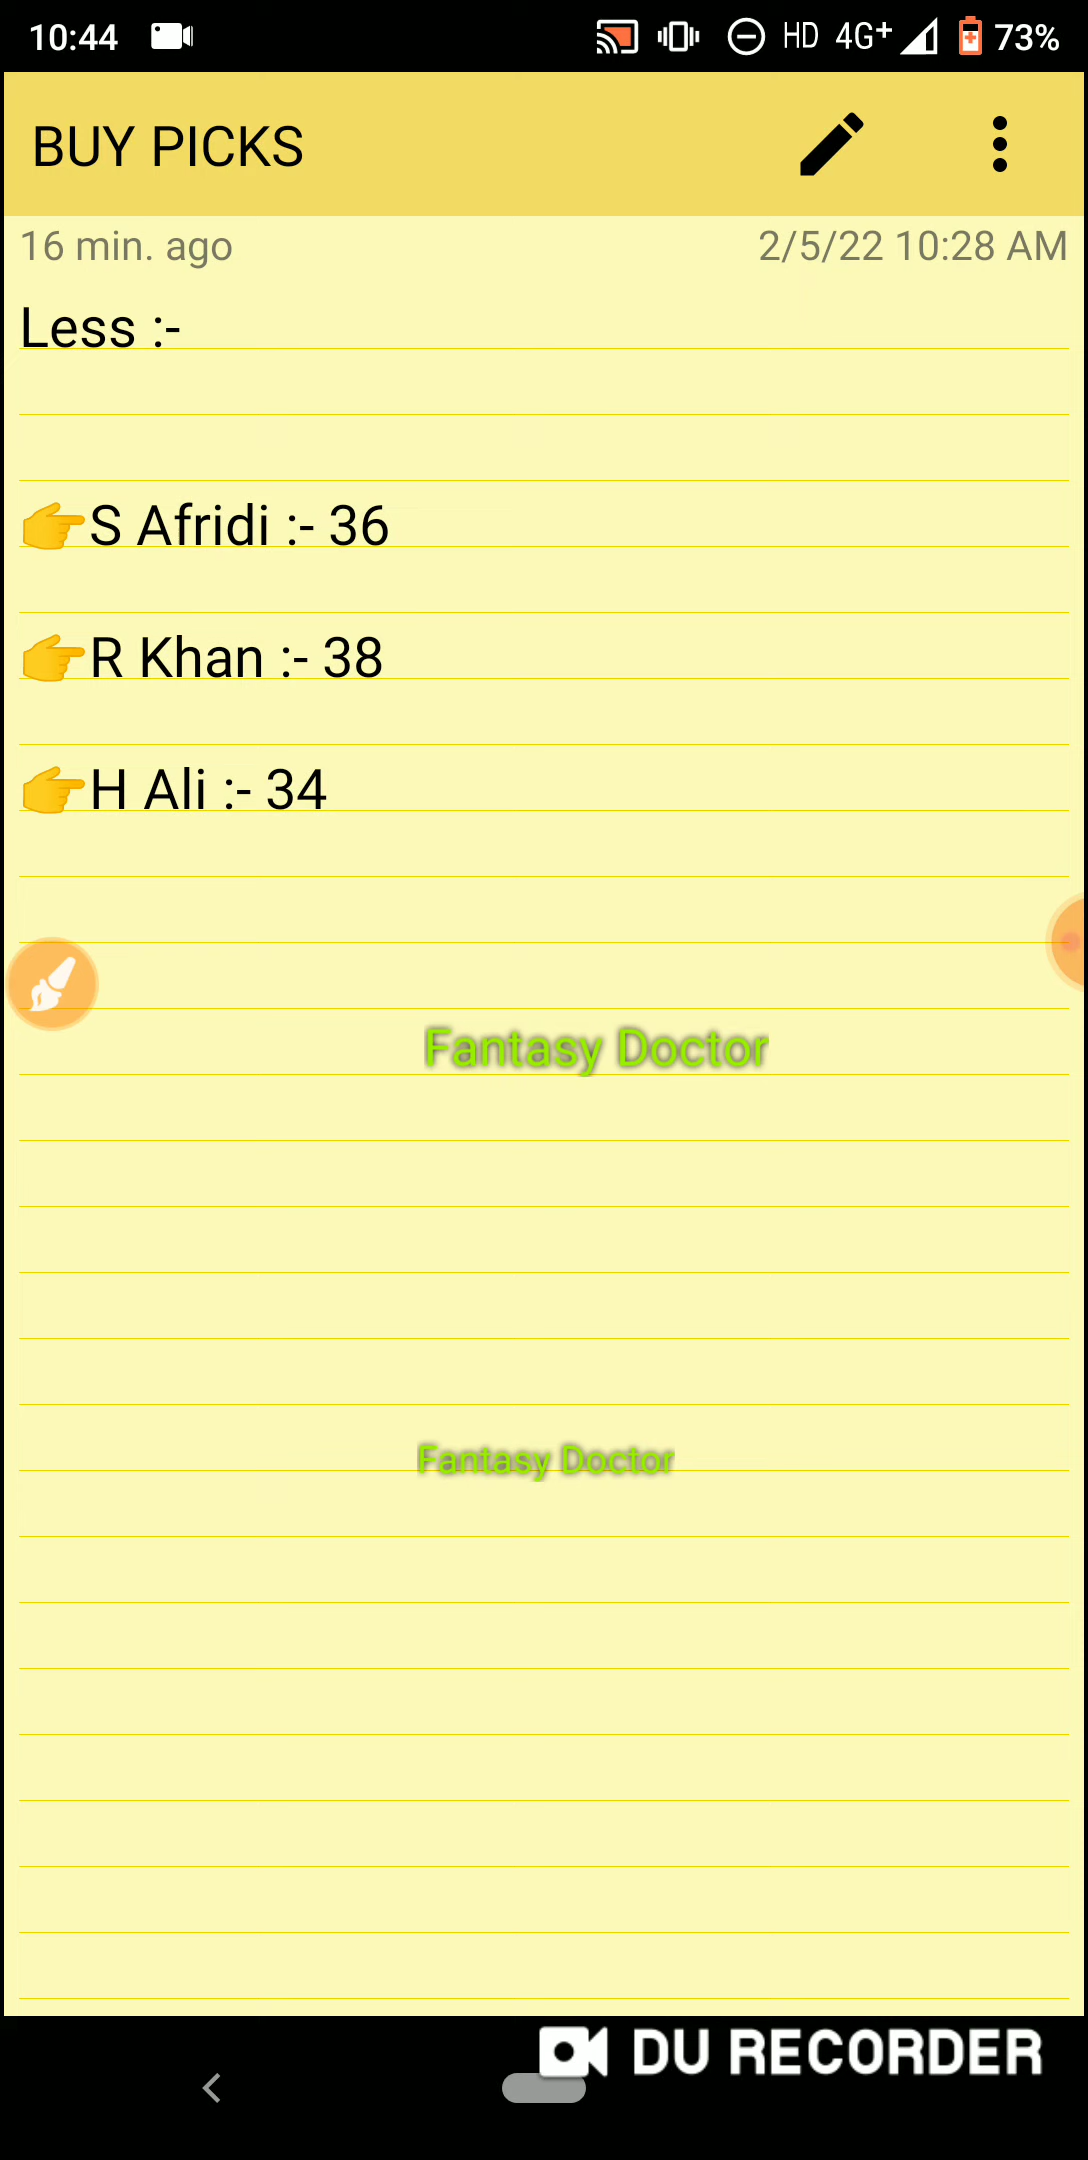 10:44 HD 4G+ 73%
BUY PICKS
16 min. ago 2/5/22 10:28 AM
Less :-
👉S Afridi :- 36
👉R Khan :- 38
👉H Ali :- 34
Fantasy Doctor
Fantasy Doctor
DU RECORDER